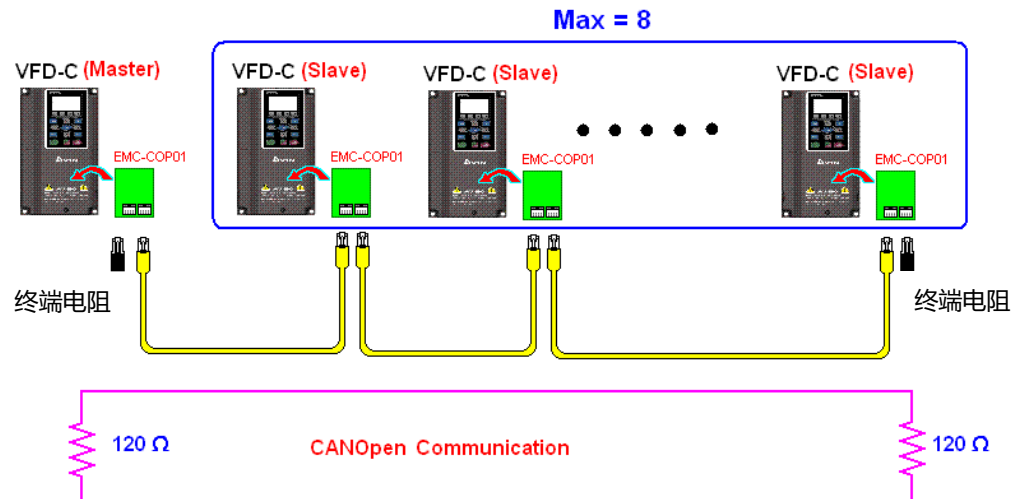 Max = 8
VFD-C (Master)
VFD-C (Slave)
VFD-C (Slave)
VFD-C (Slave)
EMC-COP01
EMC-COP01
EMC-COP01
EMC-COP01
终端电阻
终端电阻
120 Ω
CANOpen Communication
120 Ω